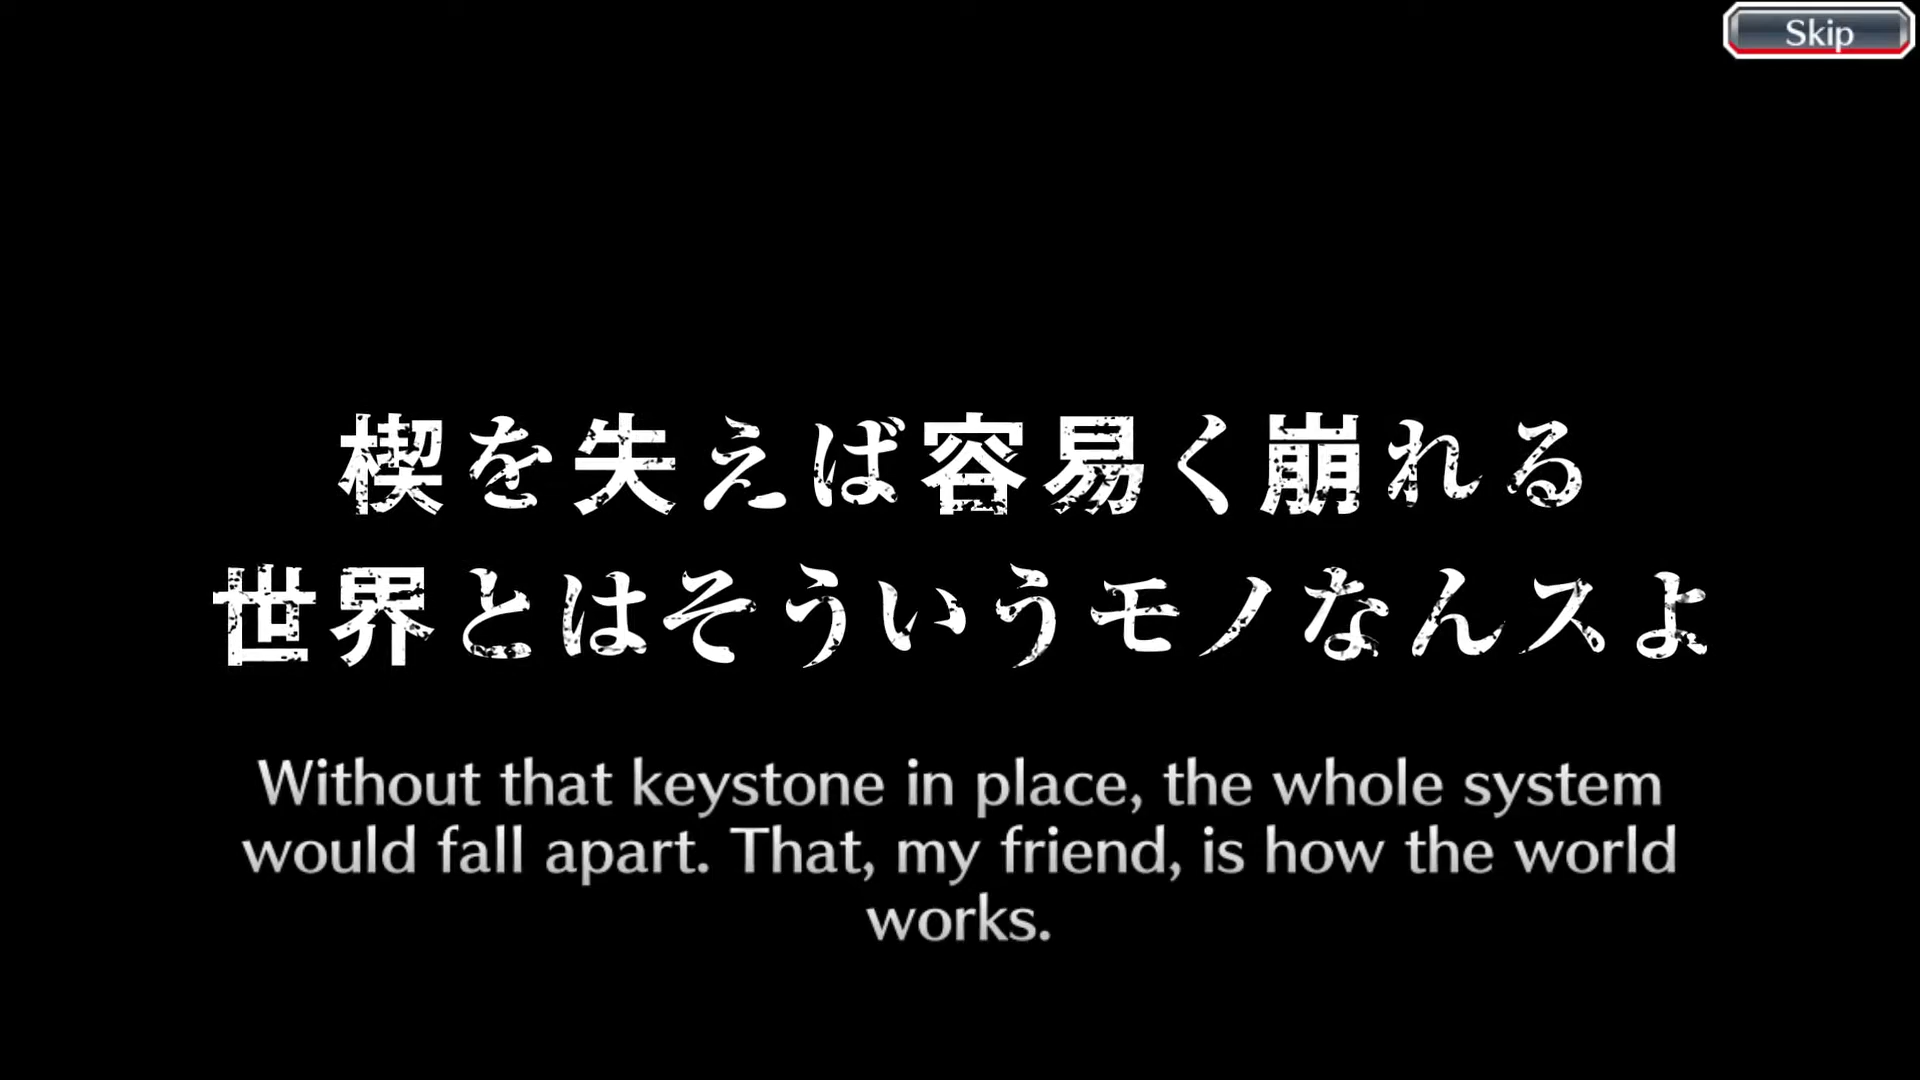 Skip
楔を失えば容易く崩れる
世界とはそういうモノなんスよ
Without that keystone in place, the whole system
would fall apart. That, my friend, is how the world
works.